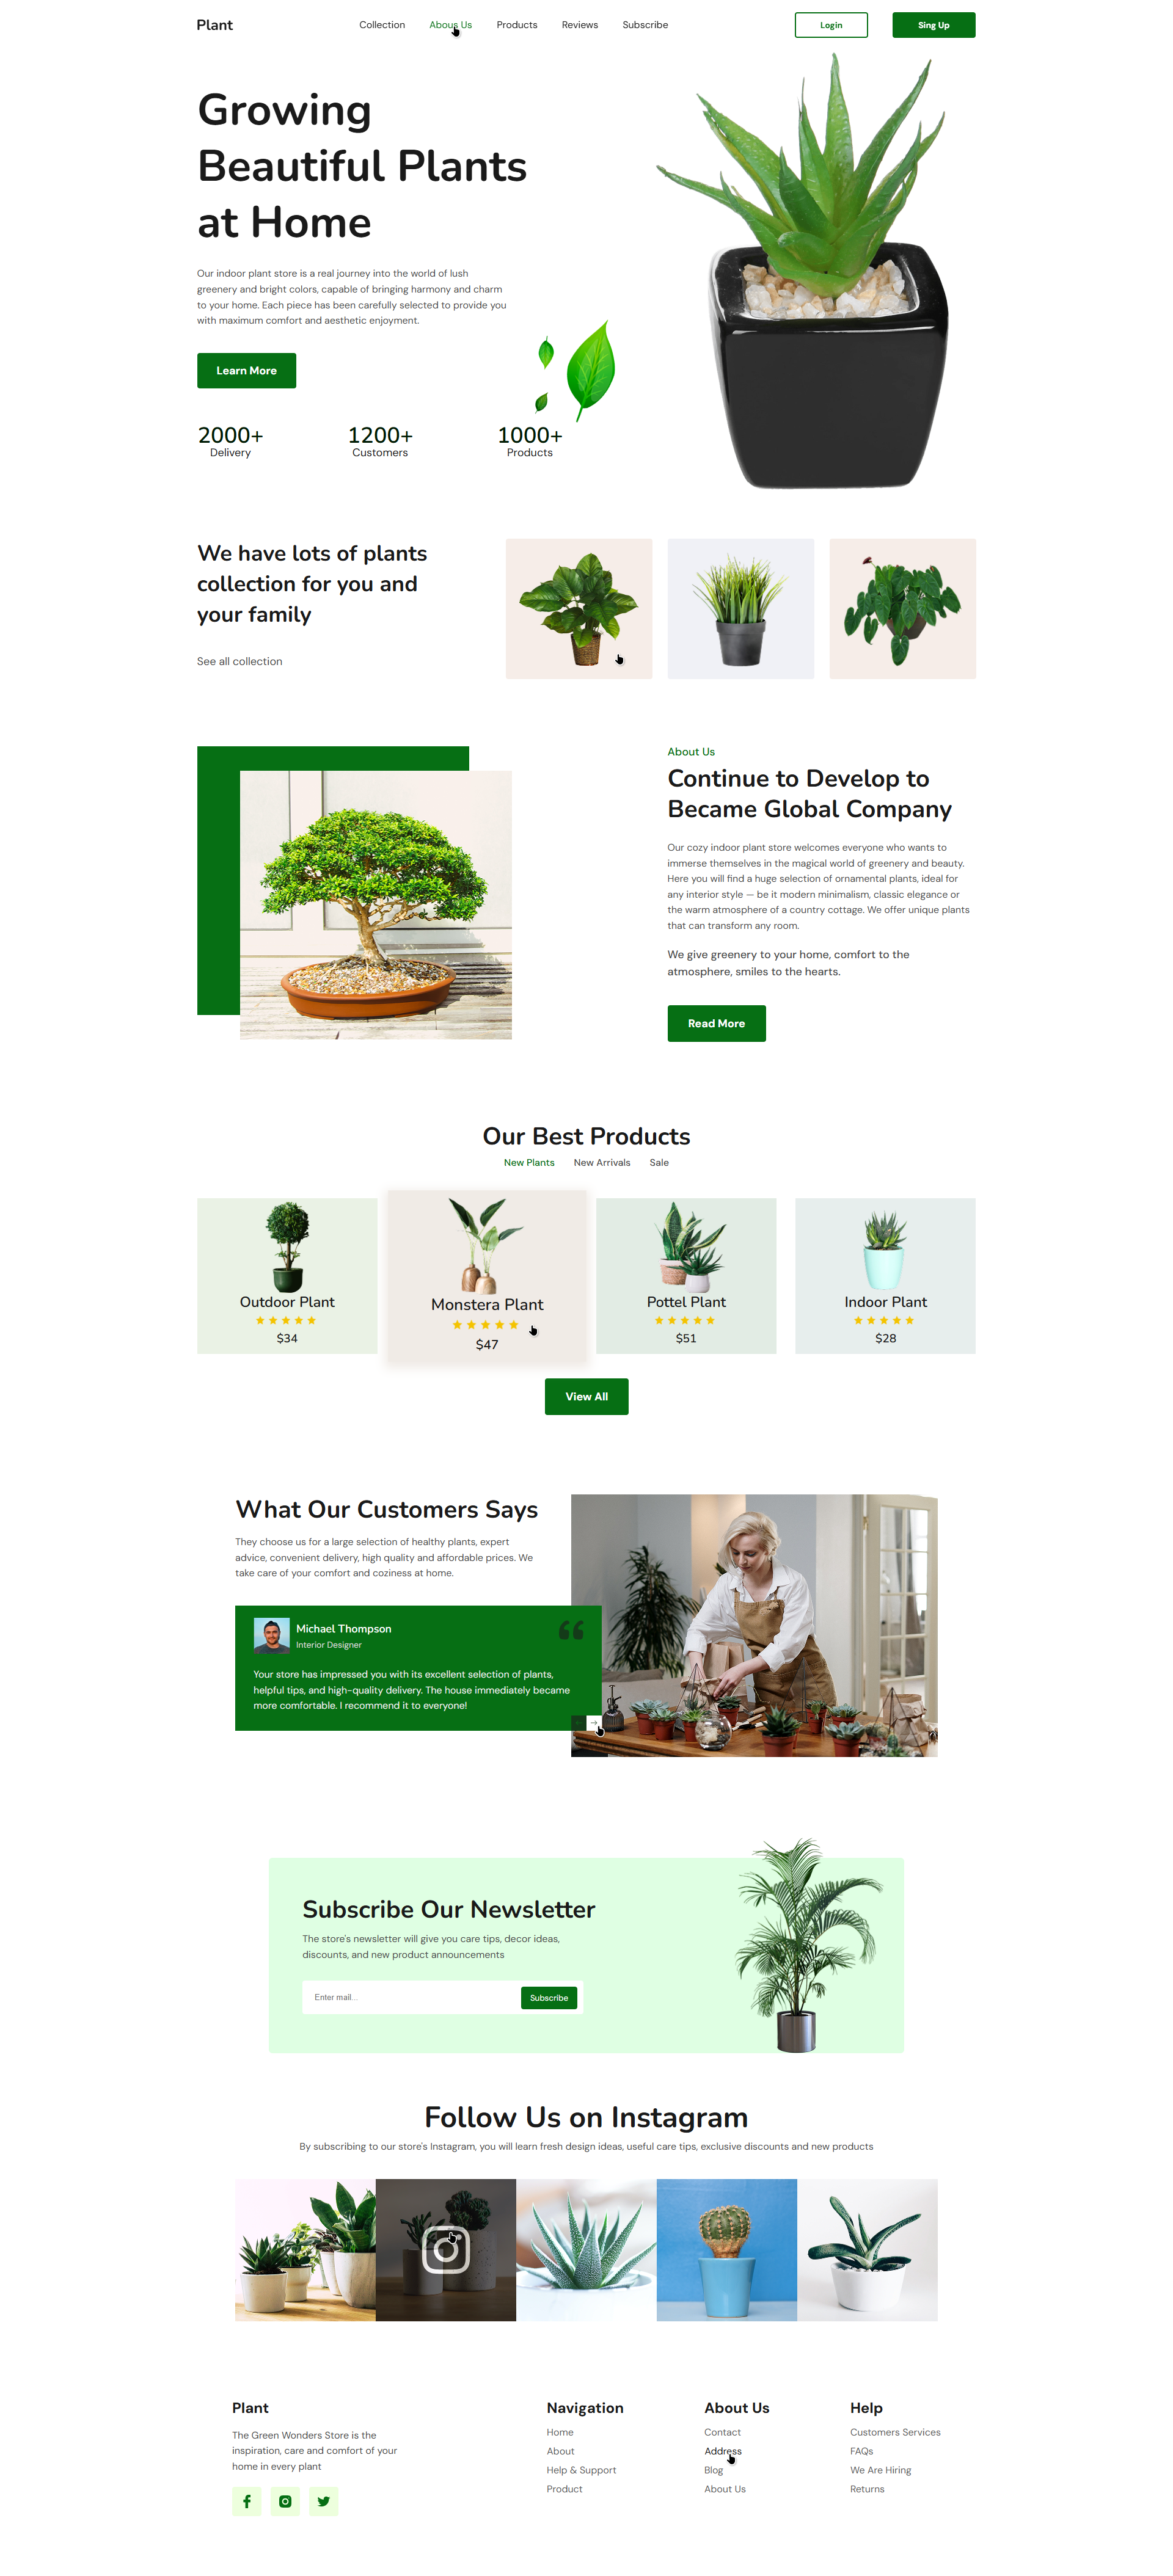 Plant
Collection
Abous Us
Products
Reviews
Subscribe
Login
Sing Up
Growing
Beautiful Plants
at Home
Our indoor plant store is a real journey into the world of lush
greenery and bright colors, capable of bringing harmony and charm
to your home. Each piece has been carefully selected to provide you
with maximum comfort and aesthetic enjoyment.
Learn More
2000+
Delivery
1200+
Customers
1000+
Products
We have lots of plants
collection for you and
your family
See all collection
About Us
Continue to Develop to
Became Global Company
Our cozy indoor plant store welcomes everyone who wants to
immerse themselves in the magical world of greenery and beauty.
Here you will find a huge selection of ornamental plants, ideal for
any interior style — be it modern minimalism, classic elegance or
the warm atmosphere of a country cottage. We offer unique plants
that can transform any room.
We give greenery to your home, comfort to the
atmosphere, smiles to the hearts.
Read More
Our Best Products
New Plants
New Arrivals
Sale
Outdoor Plant
$34
Monstera Plant
$47
Pottel Plant
$51
Indoor Plant
$28
View All
What Our Customers Says
They choose us for a large selection of healthy plants, expert
advice, convenient delivery, high quality and affordable prices. We
take care of your comfort and coziness at home.
Michael Thompson
Interior Designer
Your store has impressed you with its excellent selection of plants,
helpful tips, and high-quality delivery. The house immediately became
more comfortable. I recommend it to everyone!
Subscribe Our Newsletter
The store's newsletter will give you care tips, decor ideas,
discounts, and new product announcements
Enter mail...
Subscribe
Follow Us on Instagram
By subscribing to our store's Instagram, you will learn fresh design ideas, useful care tips, exclusive discounts and new products
Plant
The Green Wonders Store is the
inspiration, care and comfort of your
home in every plant
Navigation
Home
About
Help & Support
Product
About Us
Contact
Address
Blog
About Us
Help
Customers Services
FAQs
We Are Hiring
Returns